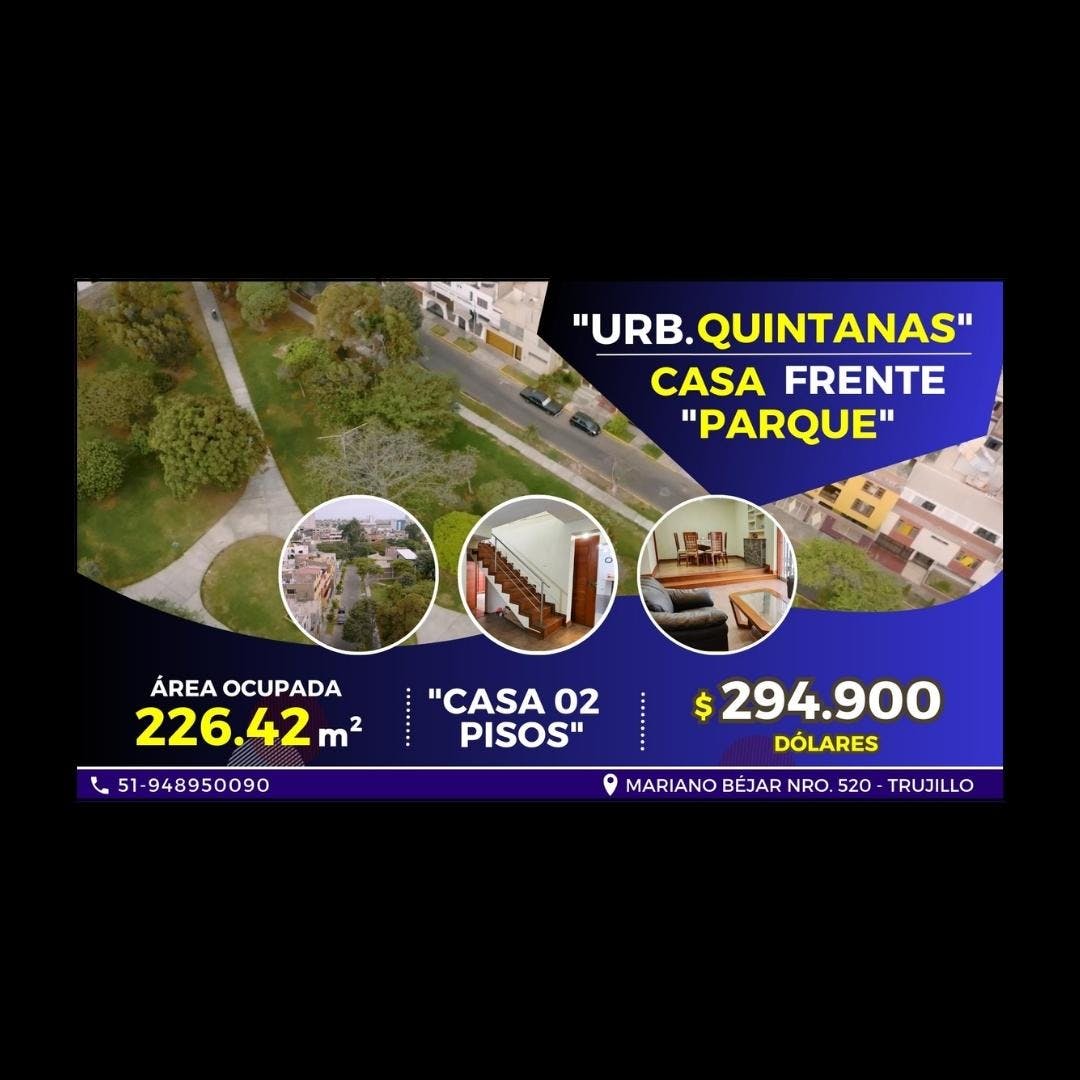 "URB.QUINTANAS"
CASA FRENTE
"PARQUE"
ÁREA OCUPADA
226.42 m²
"CASA 02
PISOS"
$ 294.900
DÓLARES
51-948950090
MARIANO BÉJAR NRO. 520 - TRUJILLO